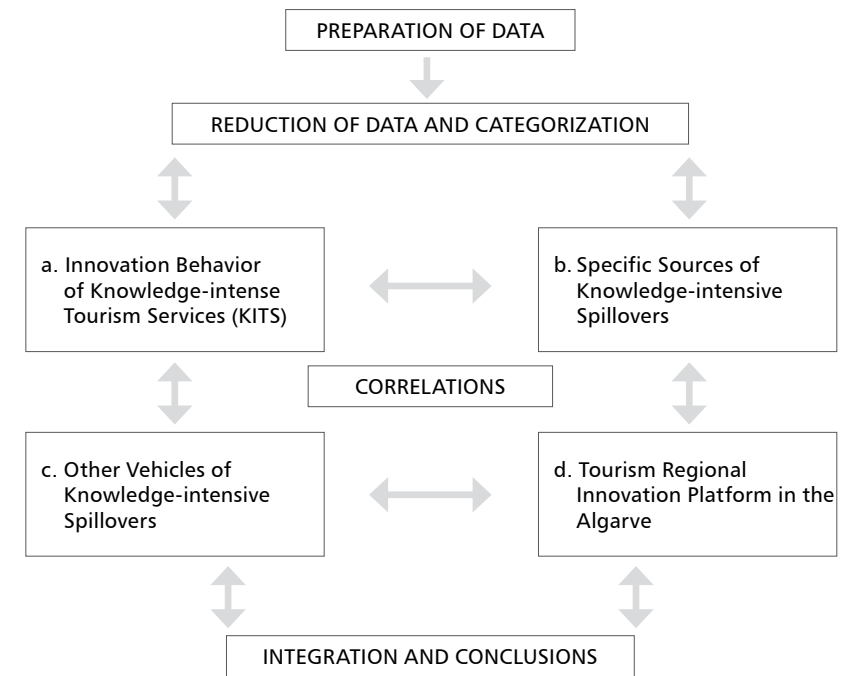 PREPARATION OF DATA
REDUCTION OF DATA AND CATEGORIZATION
a. Innovation Behavior
of Knowledge-intense
Tourism Services (KITS)
b. Specific Sources of
Knowledge-intensive
Spillovers
CORRELATIONS
c. Other Vehicles of
Knowledge-intensive
Spillovers
d. Tourism Regional
Innovation Platform in the
Algarve
INTEGRATION AND CONCLUSIONS